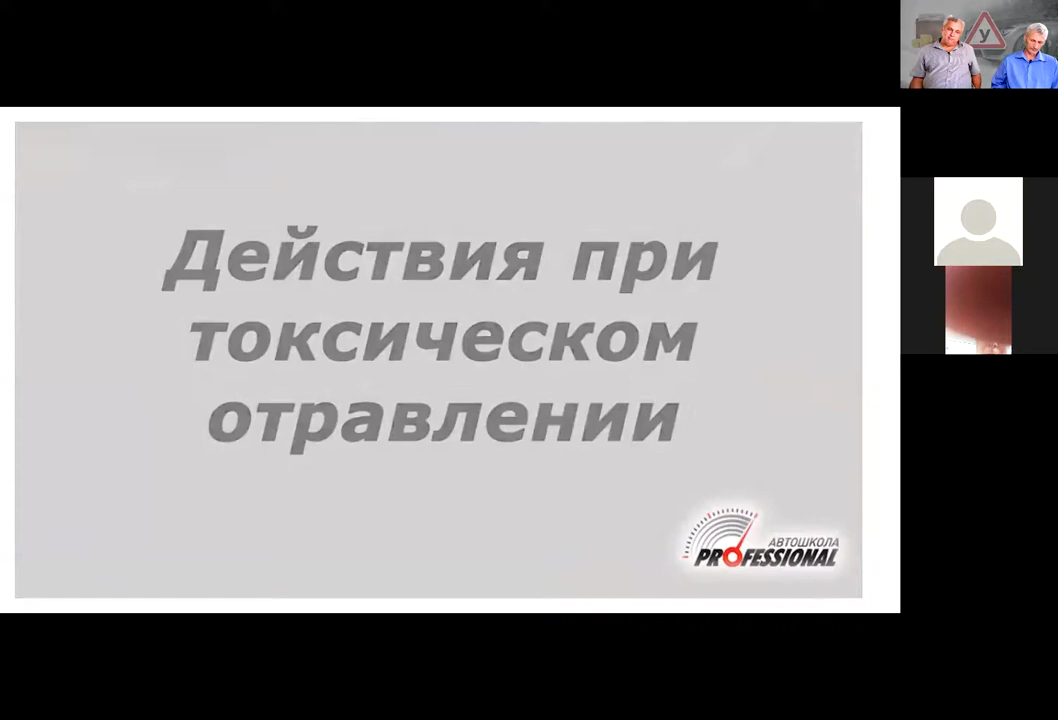 У
Действия при
токсическом
отравлении
АВТОШКОЛА
PROFESSIONAL